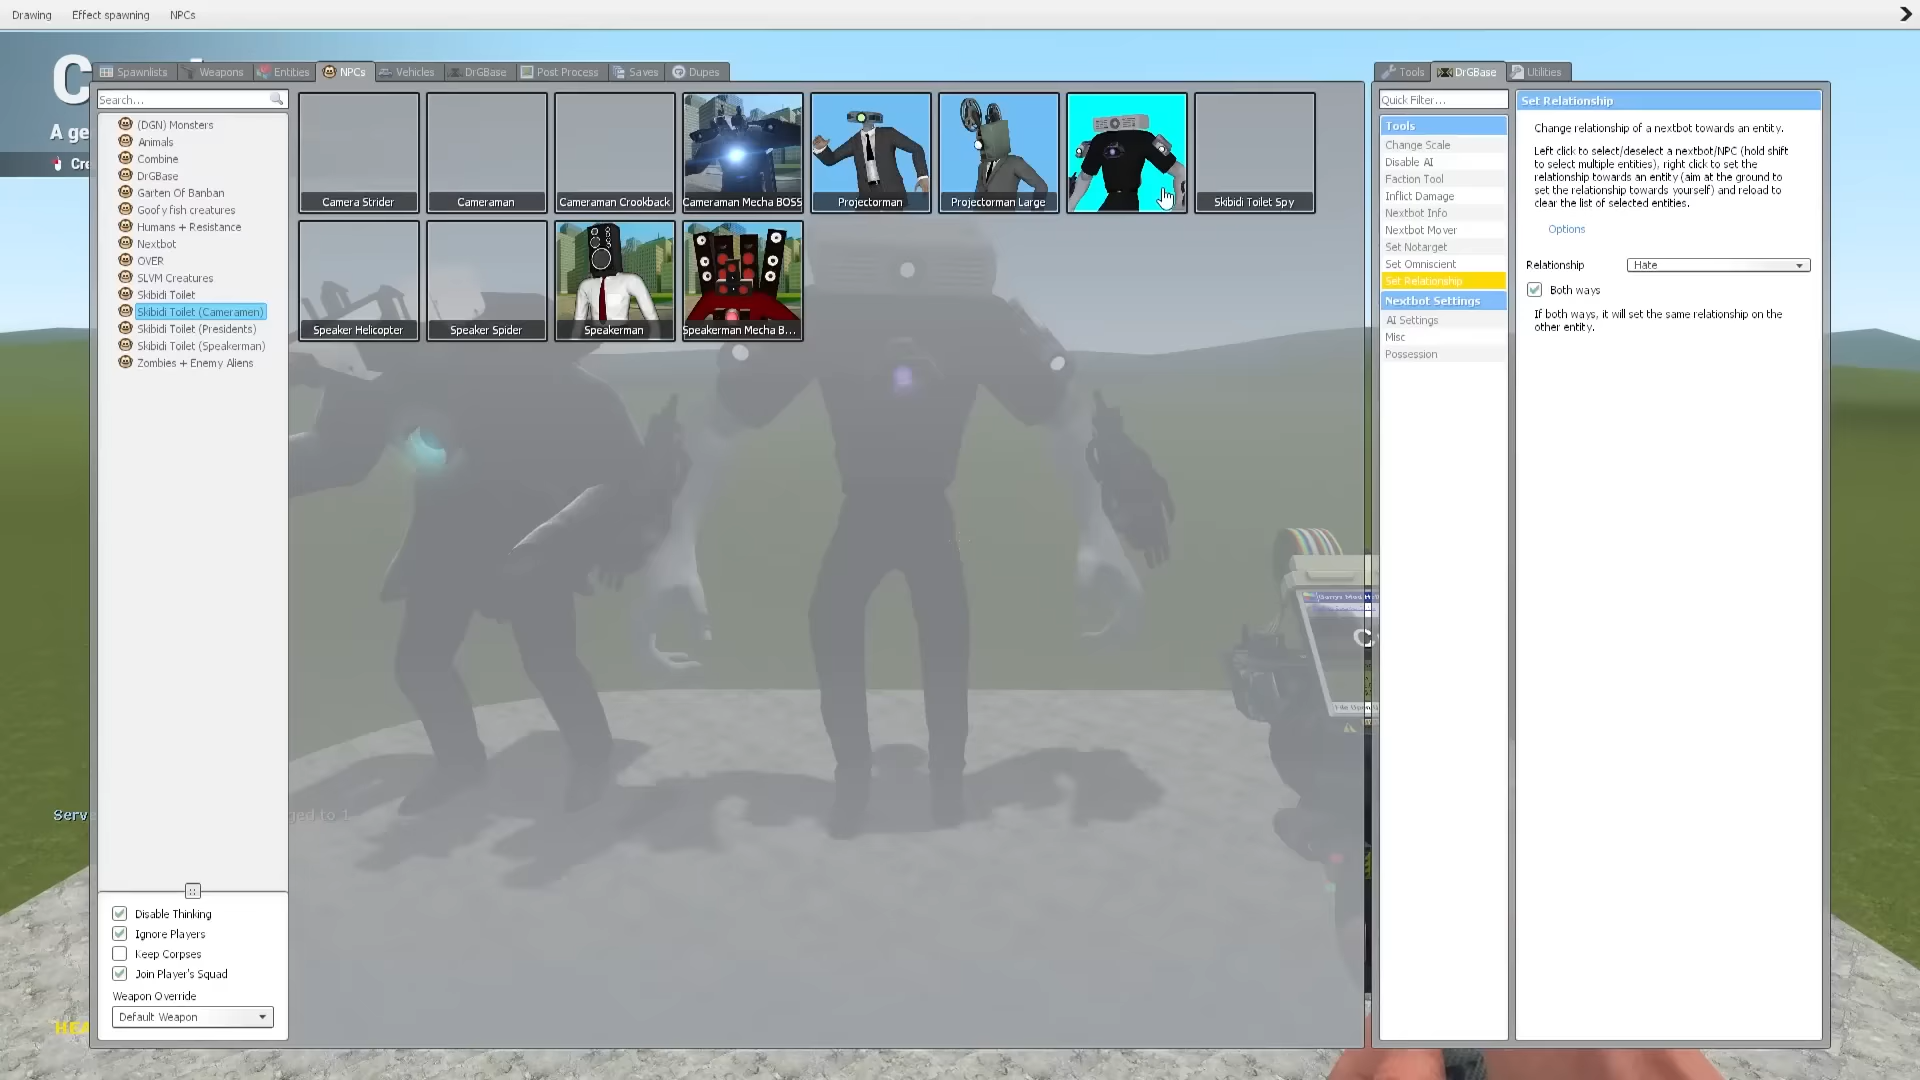 Drawing Effect spawning NPCs
Spawnlists Weapons Entities NPCs Vehicles DrGBase Post Process Saves Dupes
Tools DrGBase Utilities
C
A ge
Cre
Search...
(DGN) Monsters
Animals
Combine
DrGBase
Garten Of Banban
Goofy fish creatures
Humans + Resistance
Nextbot
OVER
SLVM Creatures
Skibidi Toilet
Skibidi Toilet (Cameramen)
Skibidi Toilet (Presidents)
Skibidi Toilet (Speakerman)
Zombies + Enemy Aliens
Camera Strider
Cameraman
Cameraman Crookback
Cameraman Mecha BOSS
Projectorman
Projectorman Large
Skibidi Toilet Spy
Speaker Helicopter
Speaker Spider
Speakerman
Speakerman Mecha B...
Disable Thinking
Ignore Players
Keep Corpses
Join Player's Squad
Weapon Override
Default Weapon
Serv
ged to 1
HEA
Quick Filter...
Tools
Change Scale
Disable AI
Faction Tool
Inflict Damage
Nextbot Info
Nextbot Mover
Set Notarget
Set Omniscient
Set Relationship
Nextbot Settings
AI Settings
Misc
Possession
Set Relationship
Change relationship of a nextbot towards an entity.
Left click to select/deselect a nextbot/NPC (hold shift
to select multiple entities), right click to set the
relationship towards an entity (aim at the ground to
set the relationship towards yourself) and reload to
clear the list of selected entities.
Options
Relationship Hate
Both ways
If both ways, it will set the same relationship on the
other entity.